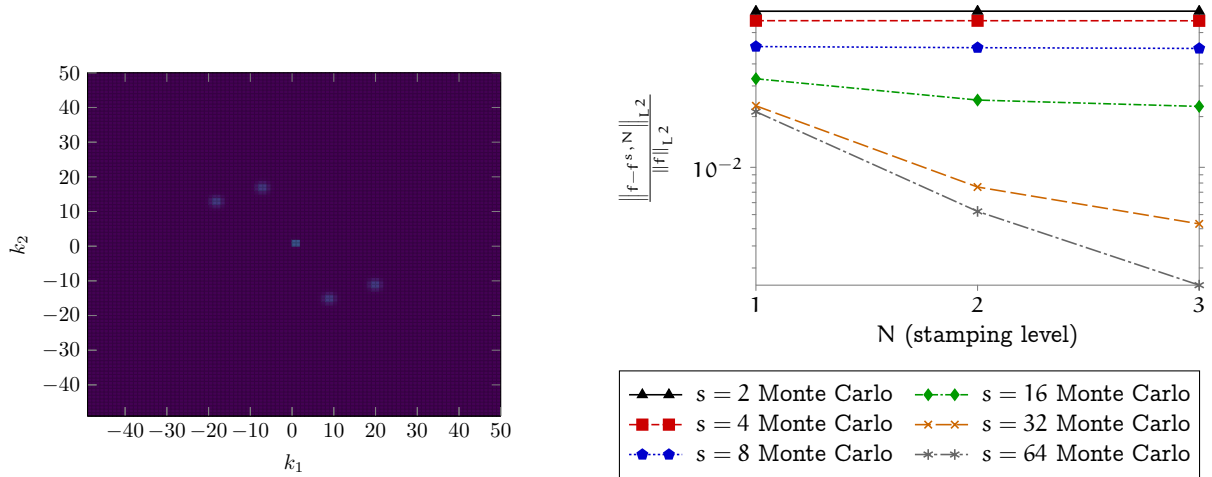 50
40
30
20
10
0
−10
−20
−30
−40
k₂
−40 −30 −20 −10 0 10 20 30 40 50
k₁
‖f−f^{s,N}‖_{L²}
‖f‖_{L²}
10⁻²
1 2 3
N (stamping level)
s = 2 Monte Carlo s = 16 Monte Carlo
s = 4 Monte Carlo s = 32 Monte Carlo
s = 8 Monte Carlo s = 64 Monte Carlo